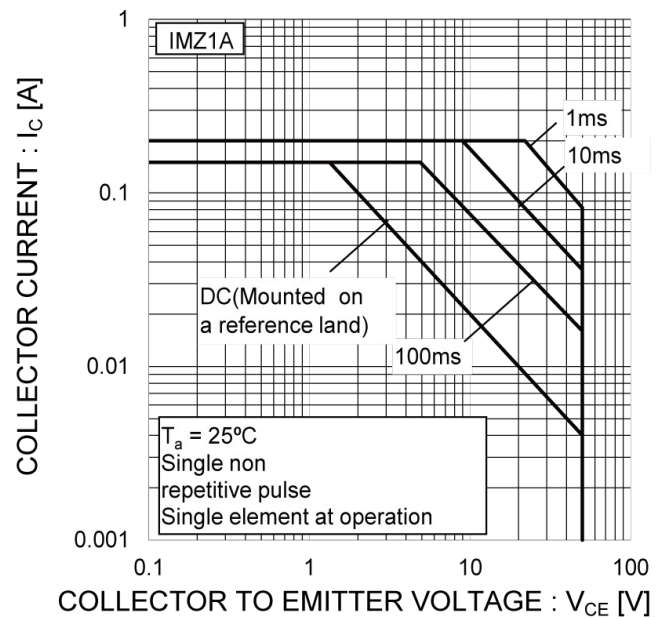 1
IMZ1A
1ms
10ms
0.1
DC(Mounted on
a reference land)
100ms
0.01
Ta = 25ºC
Single non
repetitive pulse
Single element at operation
0.001
0.1
1
10
100
COLLECTOR CURRENT : IC [A]
COLLECTOR TO EMITTER VOLTAGE : VCE [V]